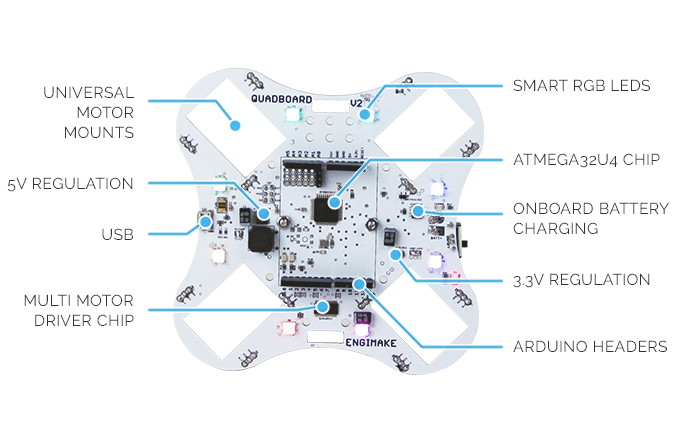 UNIVERSAL
MOTOR
MOUNTS
5V REGULATION
USB
MULTI MOTOR
DRIVER CHIP
QUADBOARD
V2
ENGIMAKE
SMART RGB LEDS
ATMEGA32U4 CHIP
ONBOARD BATTERY
CHARGING
3.3V REGULATION
ARDUINO HEADERS